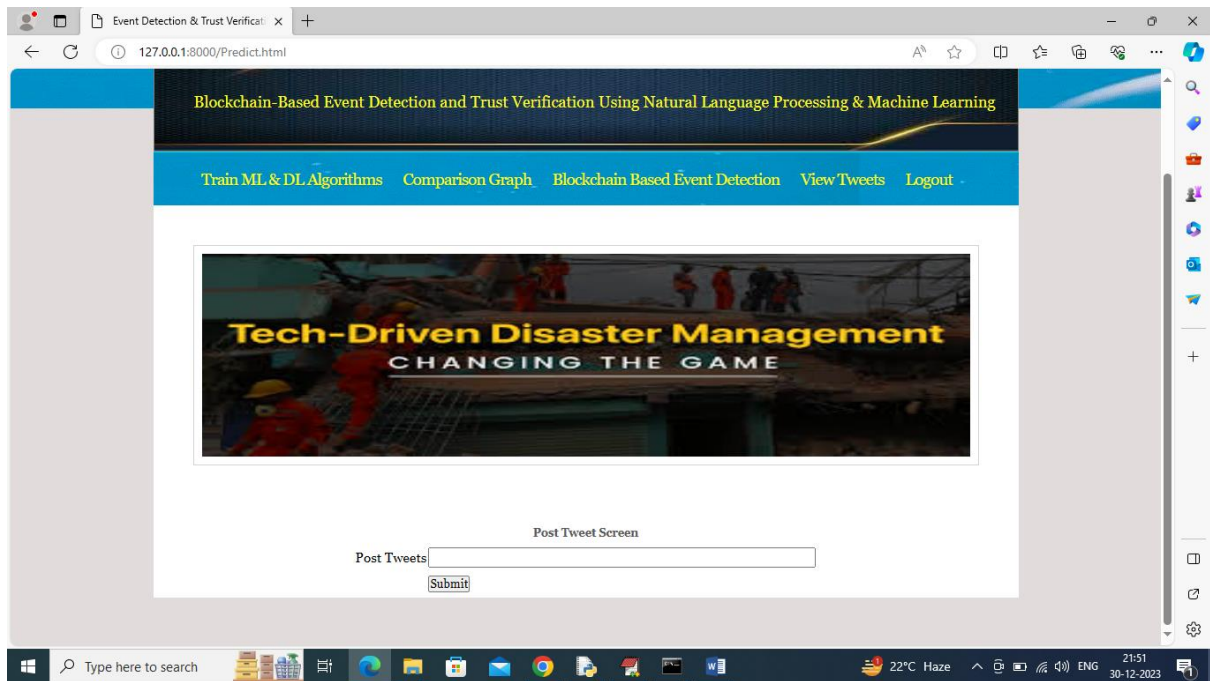 Event Detection & Trust Verificati
127.0.0.1:8000/Predict.html
Blockchain-Based Event Detection and Trust Verification Using Natural Language Processing & Machine Learning
Train ML & DL Algorithms Comparison Graph Blockchain Based Event Detection View Tweets Logout
Tech-Driven Disaster Management
CHANGING THE GAME
Post Tweet Screen
Post Tweets
Submit
Type here to search
22°C Haze
ENG
21:51
30-12-2023